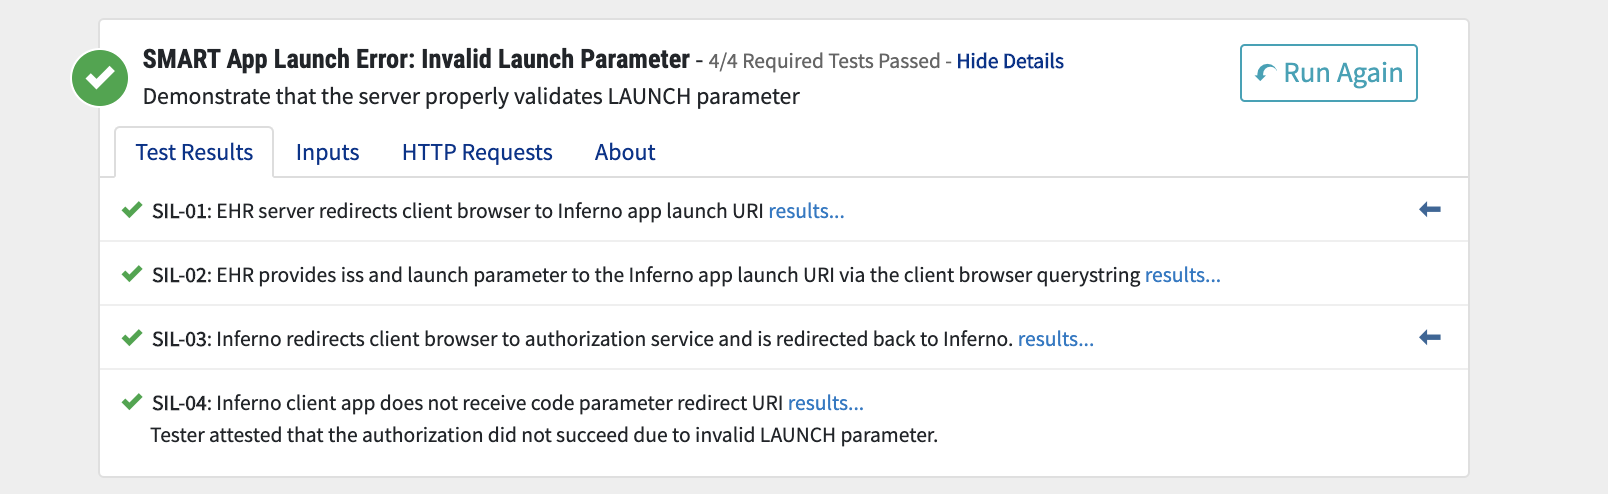 SMART App Launch Error: Invalid Launch Parameter - 4/4 Required Tests Passed - Hide Details
Run Again
Demonstrate that the server properly validates LAUNCH parameter
Test Results Inputs HTTP Requests About
SIL-01: EHR server redirects client browser to Inferno app launch URI results...
SIL-02: EHR provides iss and launch parameter to the Inferno app launch URI via the client browser querystring results...
SIL-03: Inferno redirects client browser to authorization service and is redirected back to Inferno. results...
SIL-04: Inferno client app does not receive code parameter redirect URI results...
Tester attested that the authorization did not succeed due to invalid LAUNCH parameter.